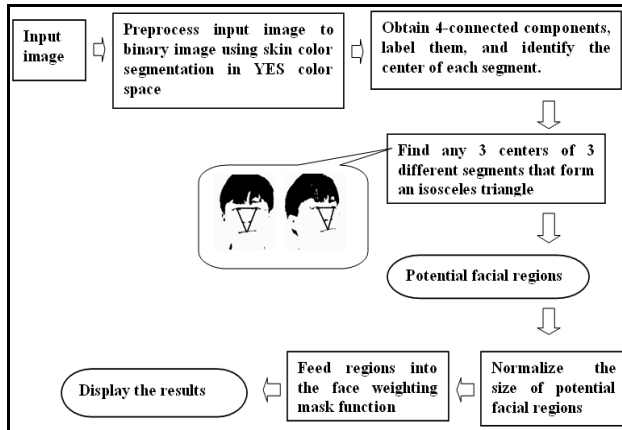 Input
image
Preprocess input image to
binary image using skin color
segmentation in YES color
space
Obtain 4-connected components,
label them, and identify the
center of each segment.
Find any 3 centers of 3
different segments that form
an isosceles triangle
Potential facial regions
Normalize the
size of potential
facial regions
Feed regions into
the face weighting
mask function
Display the results